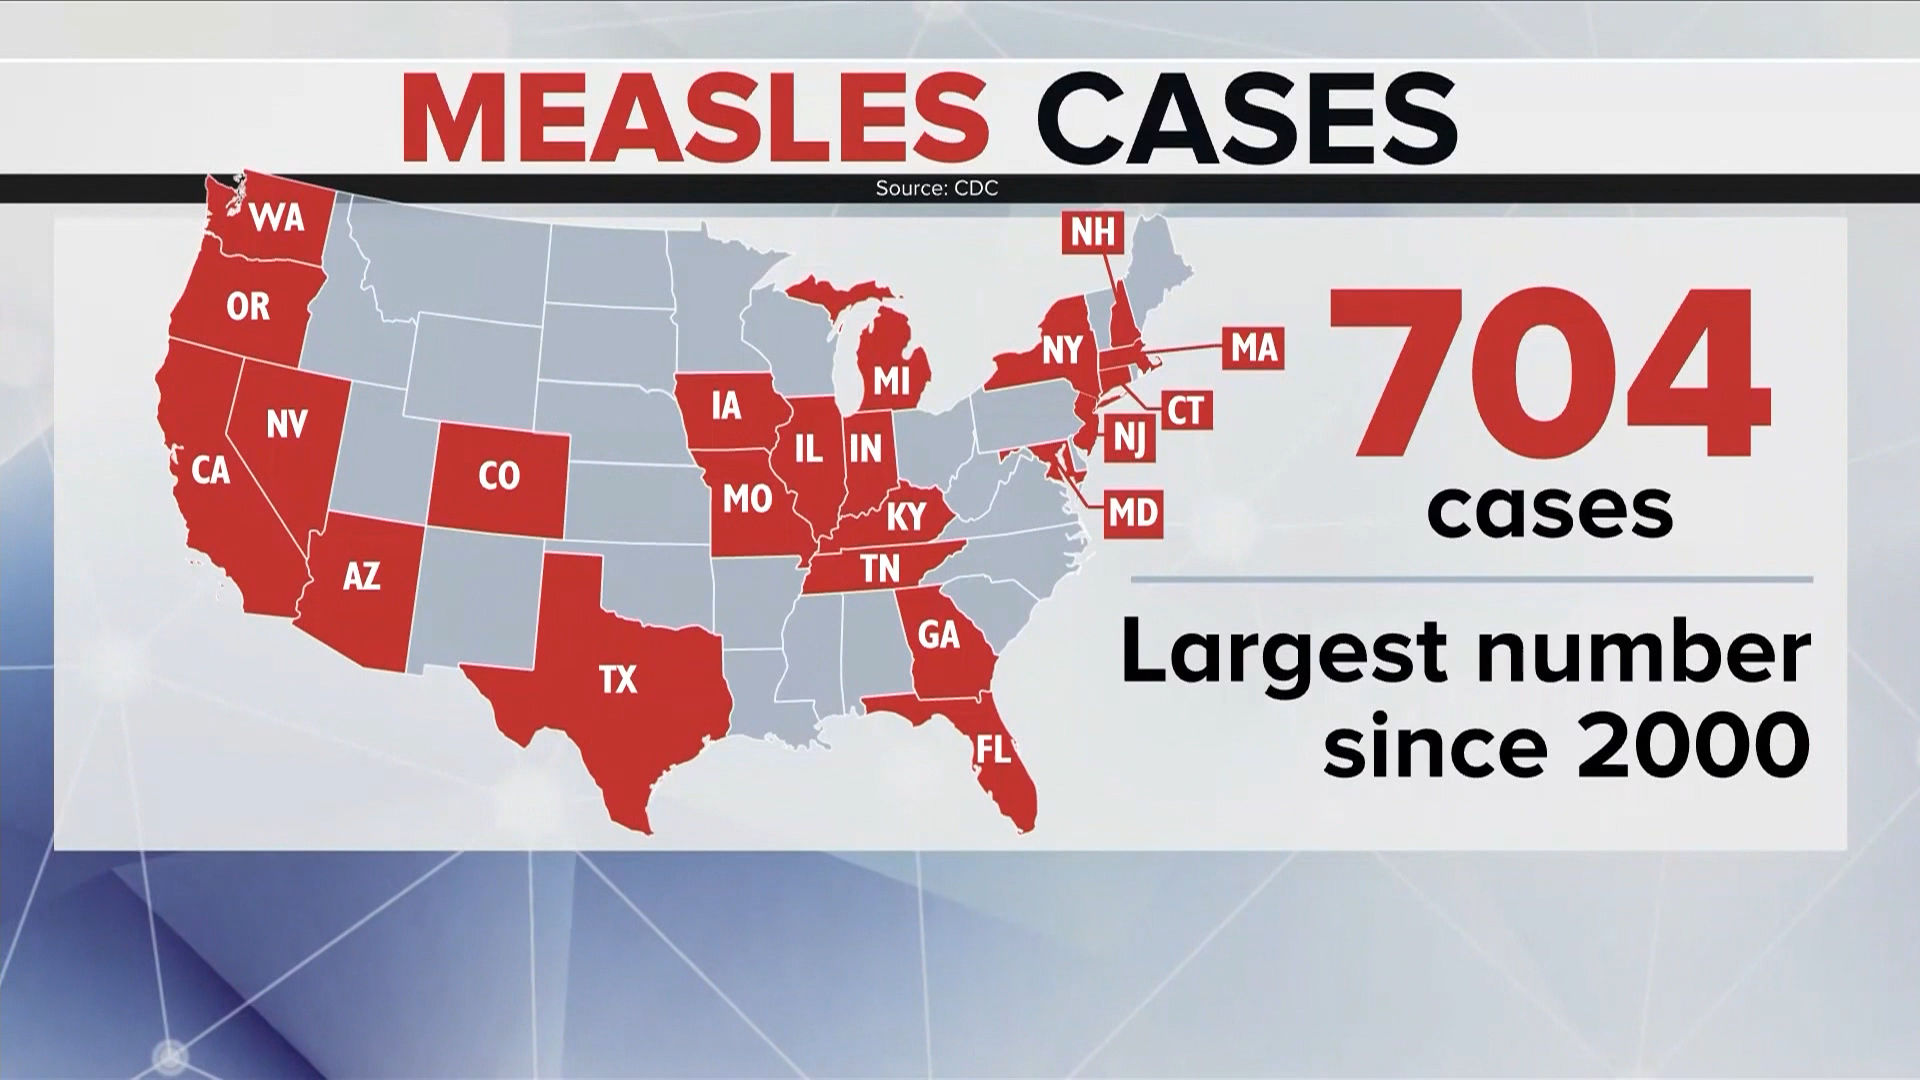 MEASLES CASES
Source: CDC
WA
OR
CA
NV
AZ
CO
TX
IA
MO
IL
IN
MI
KY
TN
GA
FL
NY
NH
MA
CT
NJ
MD
704
cases
Largest number
since 2000